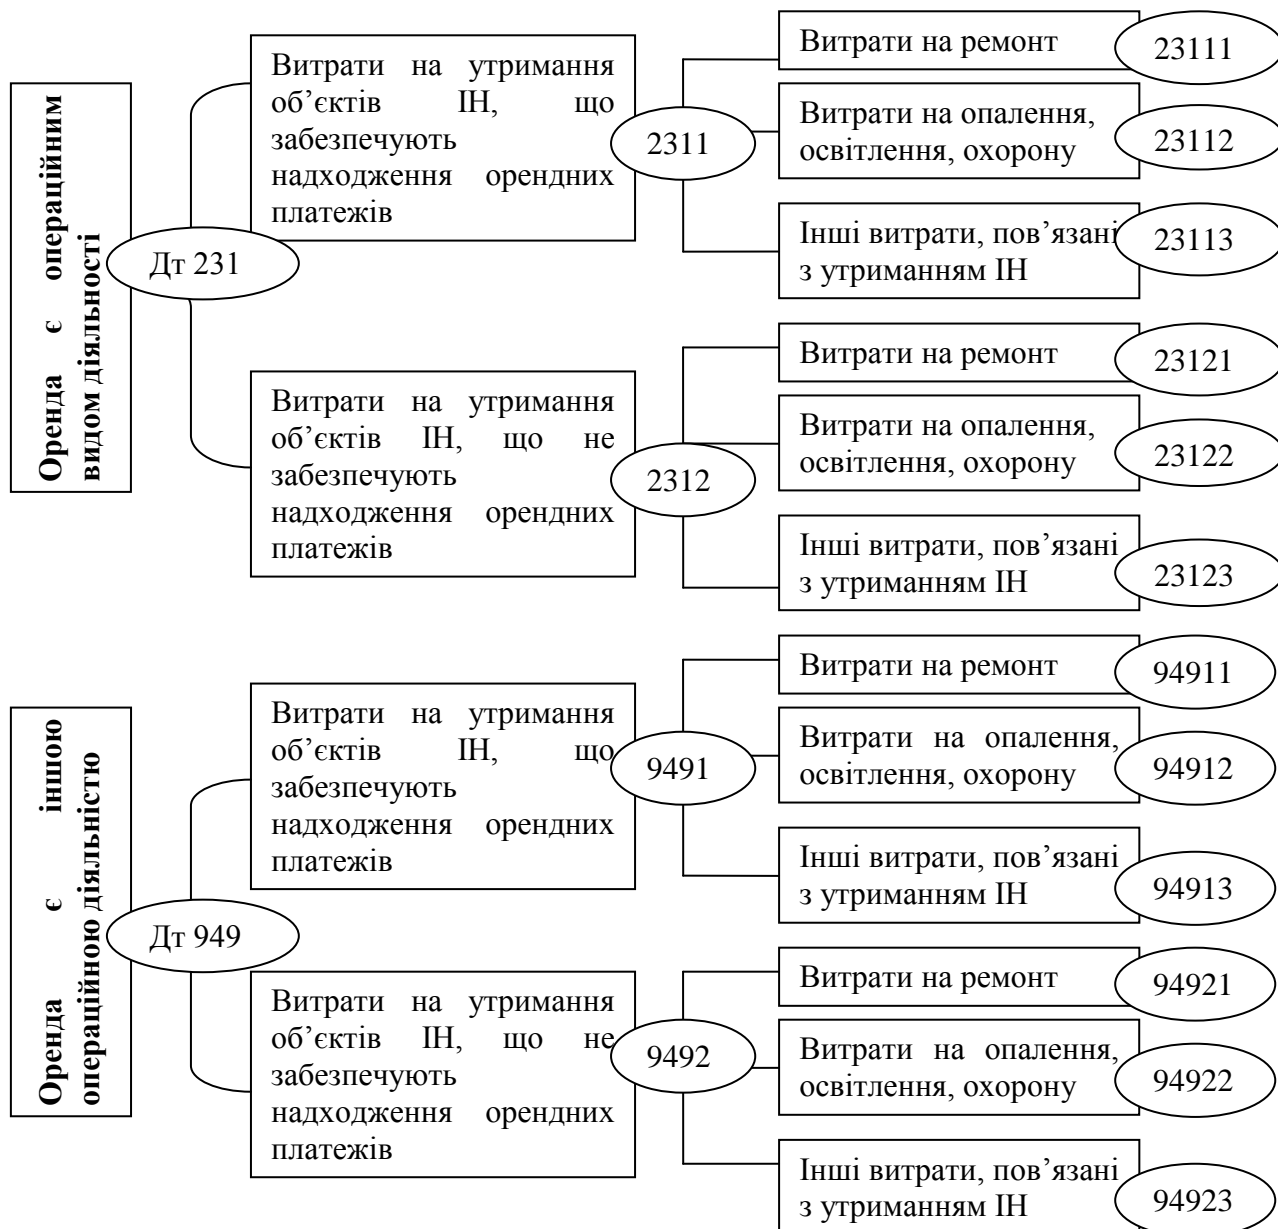 Оренда є операційним
видом діяльності
Дт 231
Витрати на утримання
об’єктів ІН, що
забезпечують
надходження орендних
платежів
2311
Витрати на ремонт
23111
Витрати на опалення,
освітлення, охорону
23112
Інші витрати, пов’язані
з утриманням ІН
23113
Витрати на утримання
об’єктів ІН, що не
забезпечують
надходження орендних
платежів
2312
Витрати на ремонт
23121
Витрати на опалення,
освітлення, охорону
23122
Інші витрати, пов’язані
з утриманням ІН
23123
Оренда є іншою
операційною діяльністю
Дт 949
Витрати на утримання
об’єктів ІН, що
забезпечують
надходження орендних
платежів
9491
Витрати на ремонт
94911
Витрати на опалення,
освітлення, охорону
94912
Інші витрати, пов’язані
з утриманням ІН
94913
Витрати на утримання
об’єктів ІН, що не
забезпечують
надходження орендних
платежів
9492
Витрати на ремонт
94921
Витрати на опалення,
освітлення, охорону
94922
Інші витрати, пов’язані
з утриманням ІН
94923